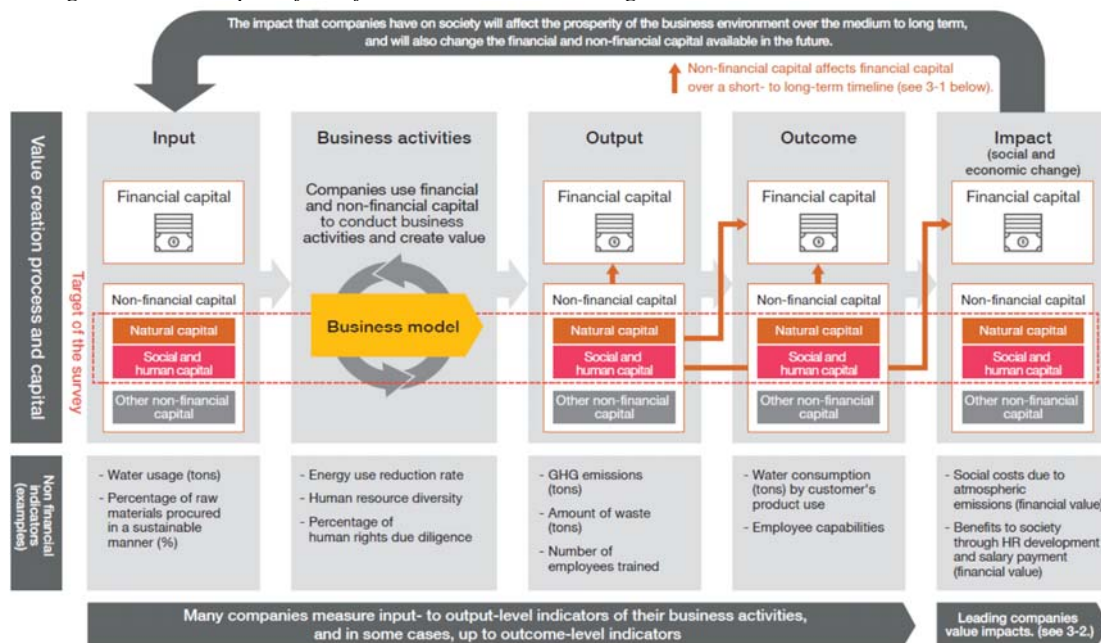 The impact that companies have on society will affect the prosperity of the business environment over the medium to long term,
and will also change the financial and non-financial capital available in the future.
Non-financial capital affects financial capital
over a short- to long-term timeline (see 3-1 below).
Value creation process and capital
Target of the survey
Input
Financial capital
Non-financial capital
Natural capital
Social and
human capital
Other non-financial
capital
Business activities
Companies use financial
and non-financial capital
to conduct business
activities and create value
Business model
Output
Financial capital
Non-financial capital
Natural capital
Social and
human capital
Other non-financial
capital
Outcome
Financial capital
Non-financial capital
Natural capital
Social and
human capital
Other non-financial
capital
Impact
(social and
economic change)
Financial capital
Non-financial capital
Natural capital
Social and
human capital
Other non-financial
capital
Non financial
indicators
(examples)
- Water usage (tons)
- Percentage of raw
materials procured
in a sustainable
manner (%)
- Energy use reduction rate
- Human resource diversity
- Percentage of
human rights due diligence
- GHG emissions
(tons)
- Amount of waste
(tons)
- Number of
employees trained
- Water consumption
(tons) by customer's
product use
- Employee capabilities
- Social costs due to
atmospheric
emissions (financial value)
- Benefits to society
through HR development
and salary payment
(financial value)
Many companies measure input- to output-level indicators of their business activities,
and in some cases, up to outcome-level indicators
Leading companies
value impacts. (see 3-2.)